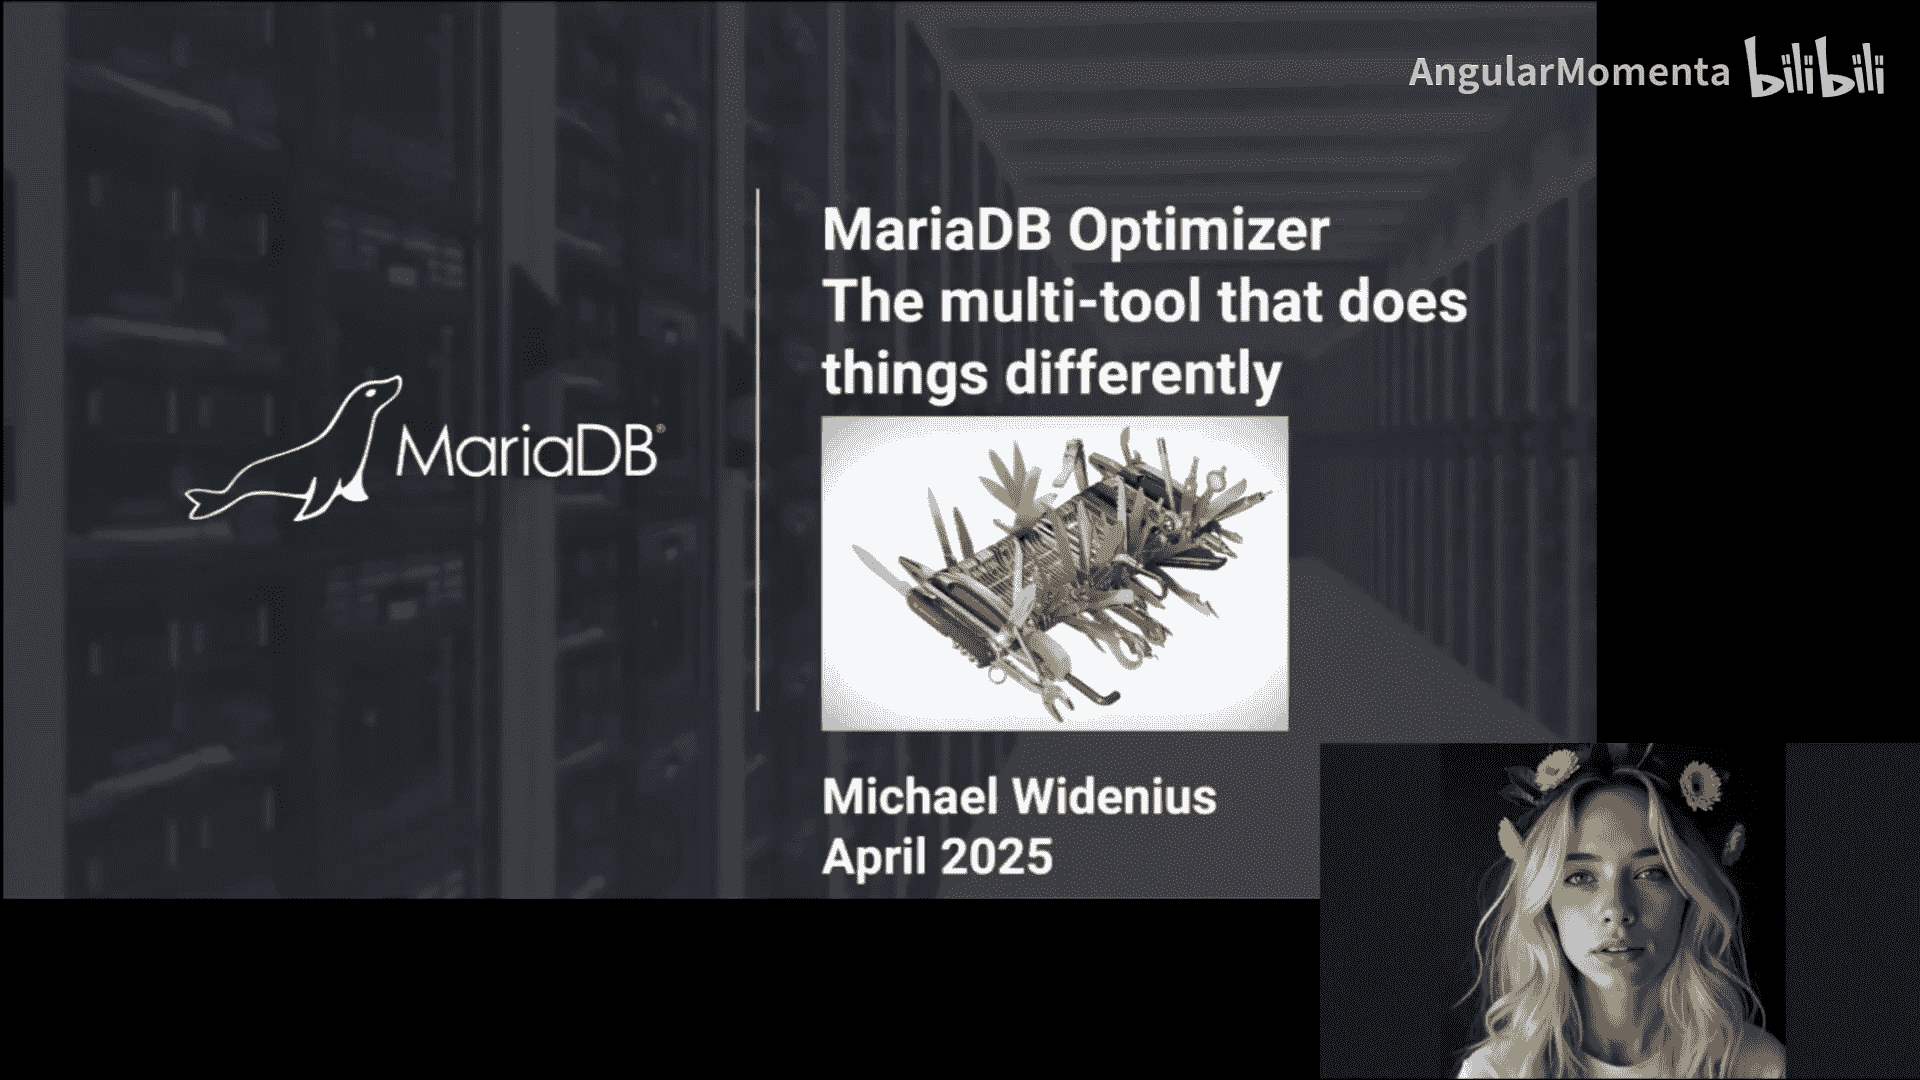 AngularMomenta bilibili
MariaDB Optimizer
The multi-tool that does
things differently
MariaDB®
Michael Widenius
April 2025